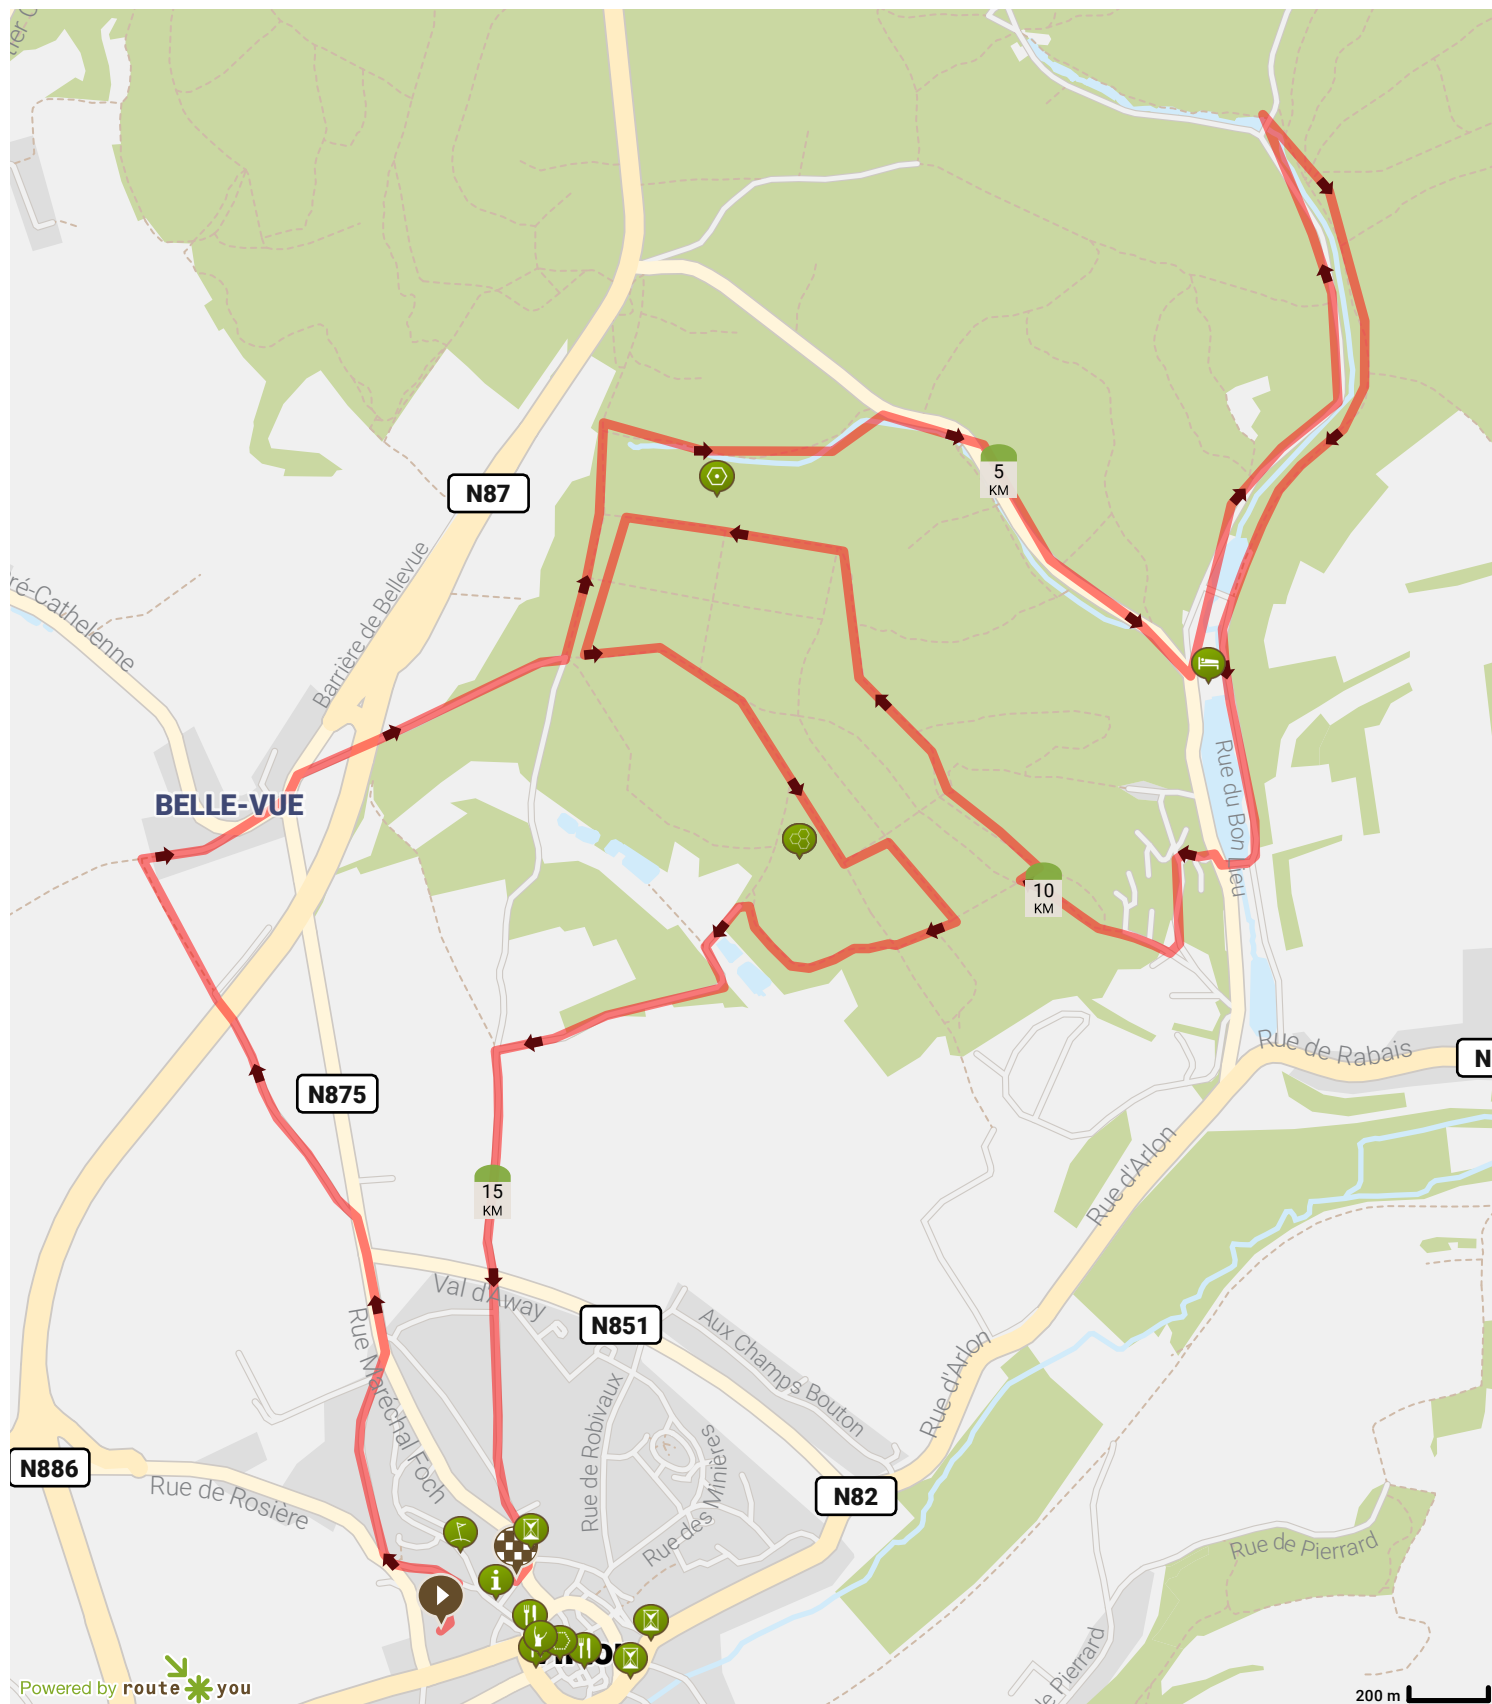 5
KM
N87
Barrière de Bellevue
ré-Cathelenne
BELLE-VUE
Rue du Bon Lieu
10
KM
Rue de Rabais
N
N875
Rue d'Arlon
15
KM
Val d'Away
N851
Aux Champs Bouton
Rue Maréchal Foch
Rue d'Arlon
Rue de Robivaux
Rue des Minières
N886
Rue de Rosière
N82
Rue de Pierrard
le Pierrard
Powered by route you
200 m